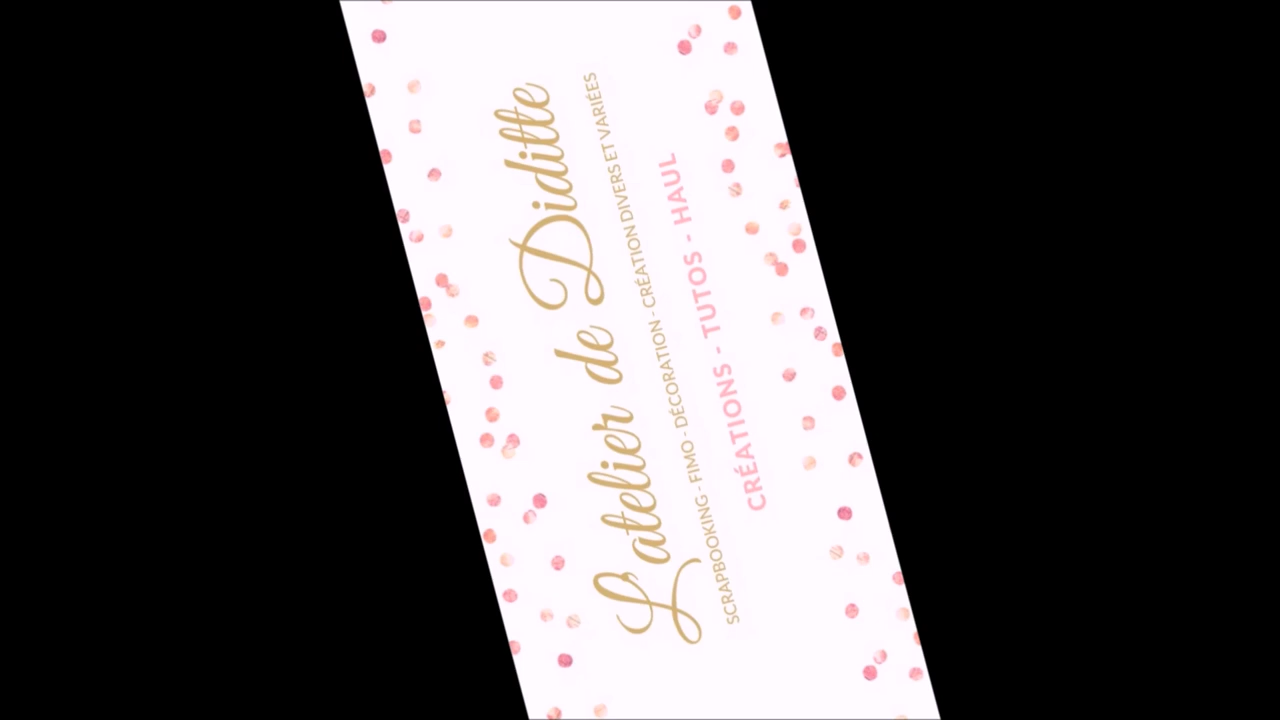 L'atelier de Diditte
SCRAPBOOKING - FIMO - DÉCORATION - CRÉATION DIVERS ET VARIÉES
CRÉATIONS - TUTOS - HAUL